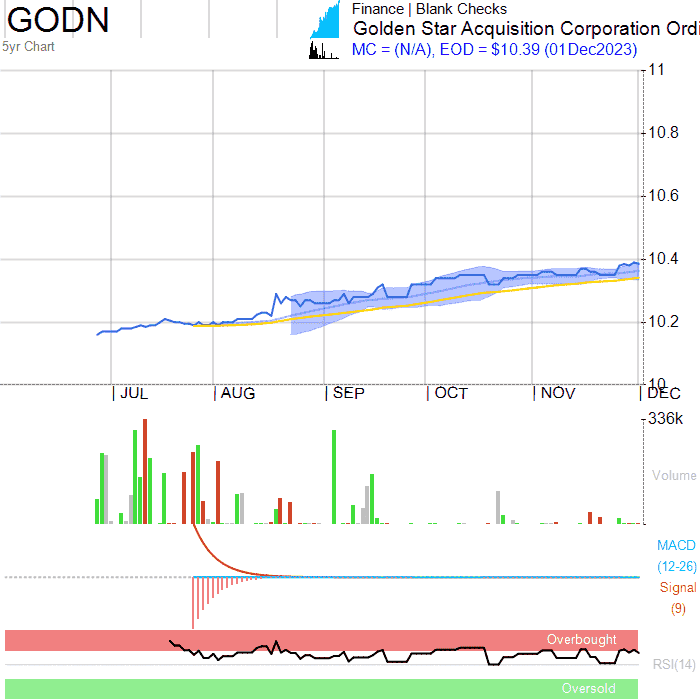 GODN
5yr Chart
Finance | Blank Checks
Golden Star Acquisition Corporation Ordi
MC = (N/A), EOD = $10.39 (01Dec2023)
11
10.8
10.6
10.4
10.2
10
JUL AUG SEP OCT NOV DEC
336k
Volume
MACD
(12-26)
Signal
(9)
Overbought
RSI(14)
Oversold